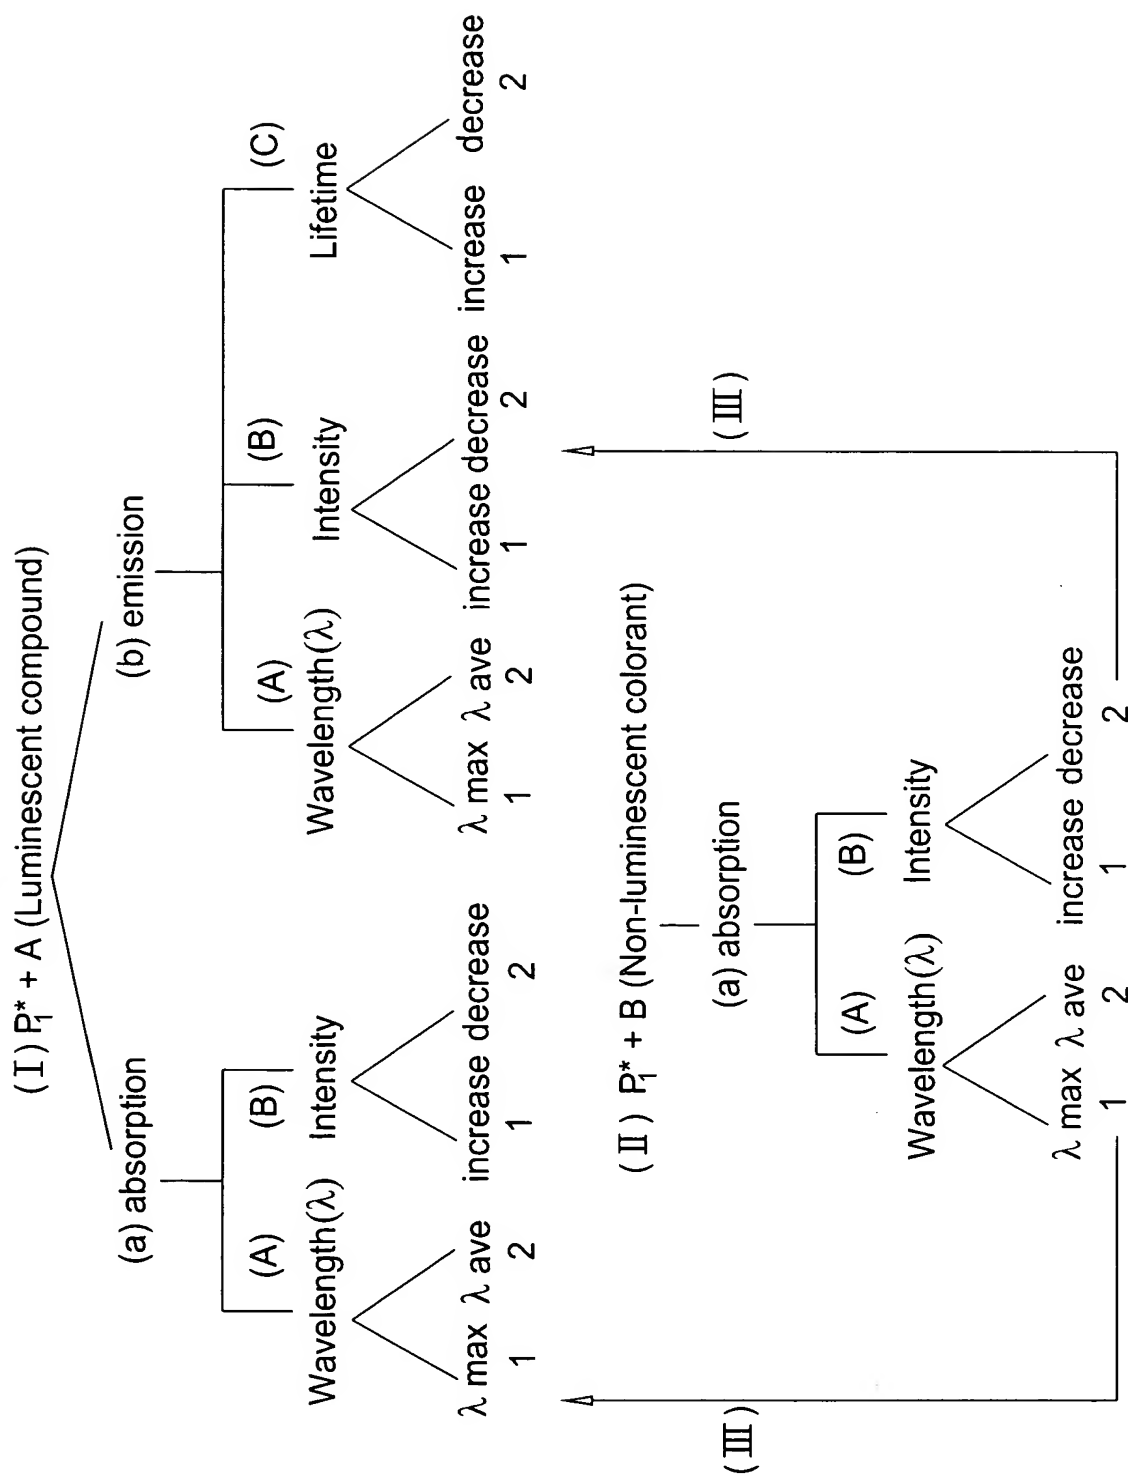 (I) P₁* + A (Luminescent compound)
(a) absorption
(b) emission
(A)
(B)
(A)
(B)
(C)
Wavelength(λ)
Intensity
Wavelength(λ)
Intensity
Lifetime
λ max λ ave
increase decrease
λ max λ ave
increase decrease
increase decrease
1 2
1 2
1 2
1 2
1 2
(II) P₁* + B (Non-luminescent colorant)
(a) absorption
(III)
(III)
(A)
(B)
Wavelength(λ)
Intensity
λ max λ ave
increase decrease
1 2
1 2